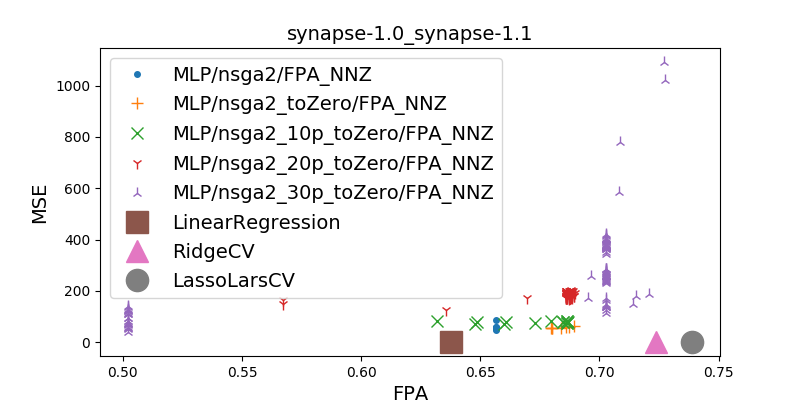 synapse-1.0_synapse-1.1
MLP/nsga2/FPA_NNZ
MLP/nsga2_toZero/FPA_NNZ
MLP/nsga2_10p_toZero/FPA_NNZ
MLP/nsga2_20p_toZero/FPA_NNZ
MLP/nsga2_30p_toZero/FPA_NNZ
LinearRegression
RidgeCV
LassoLarsCV
MSE
1000
800
600
400
200
0
0.50 0.55 0.60 0.65 0.70 0.75
FPA